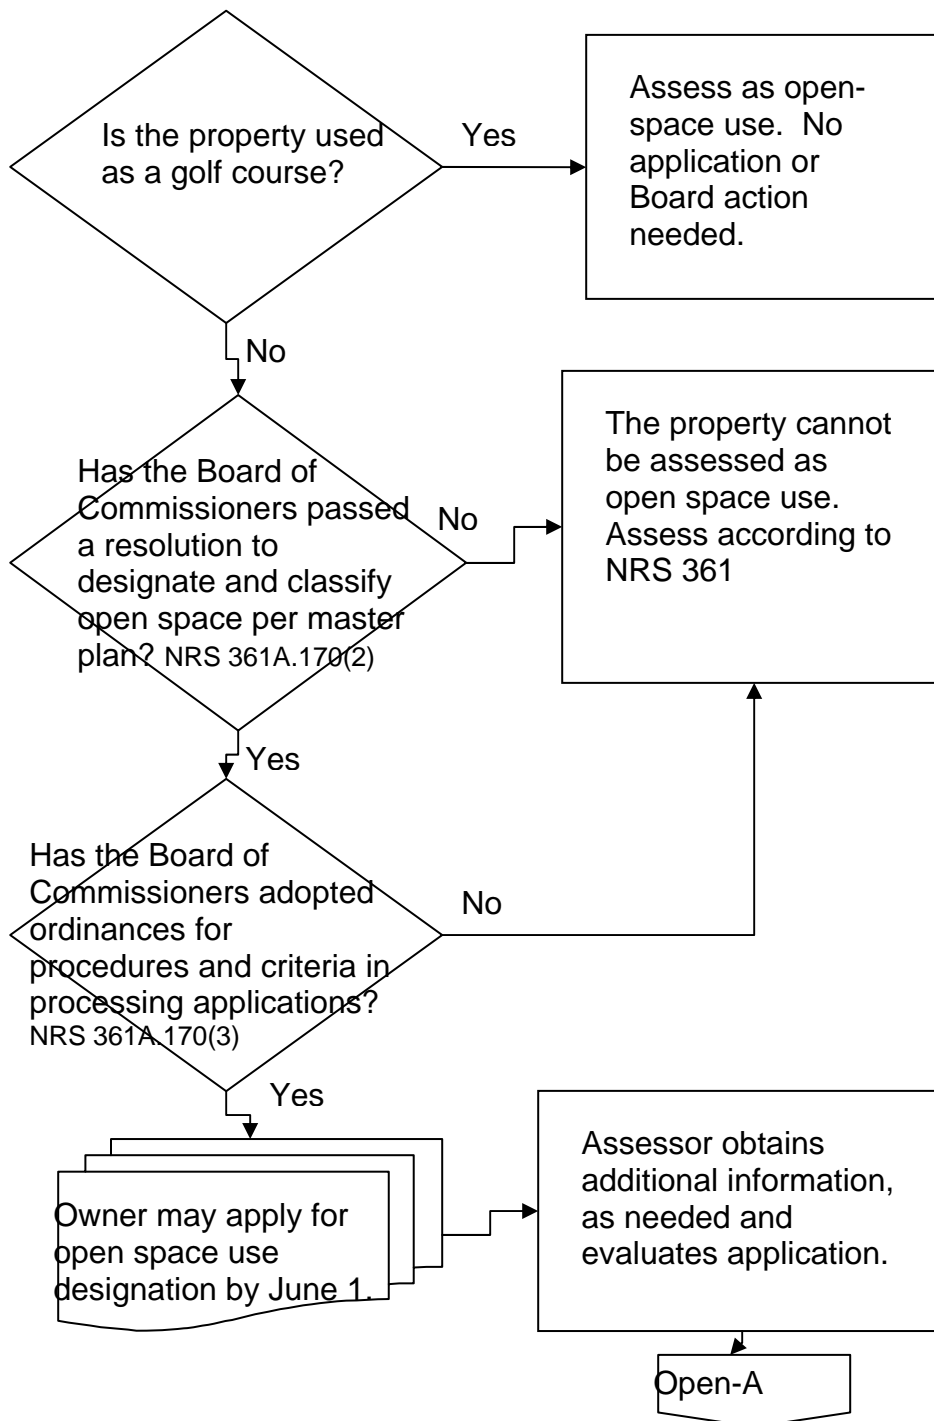 Is the property used
as a golf course?
Yes
Assess as open-
space use.  No
application or
Board action
needed.
No
Has the Board of
Commissioners passed
a resolution to
designate and classify
open space per master
plan? NRS 361A.170(2)
No
The property cannot
be assessed as
open space use.
Assess according to
NRS 361
Yes
Has the Board of
Commissioners adopted
ordinances for
procedures and criteria in
processing applications?
NRS 361A.170(3)
No
Yes
Owner may apply for
open space use
designation by June 1.
Assessor obtains
additional information,
as needed and
evaluates application.
Open-A